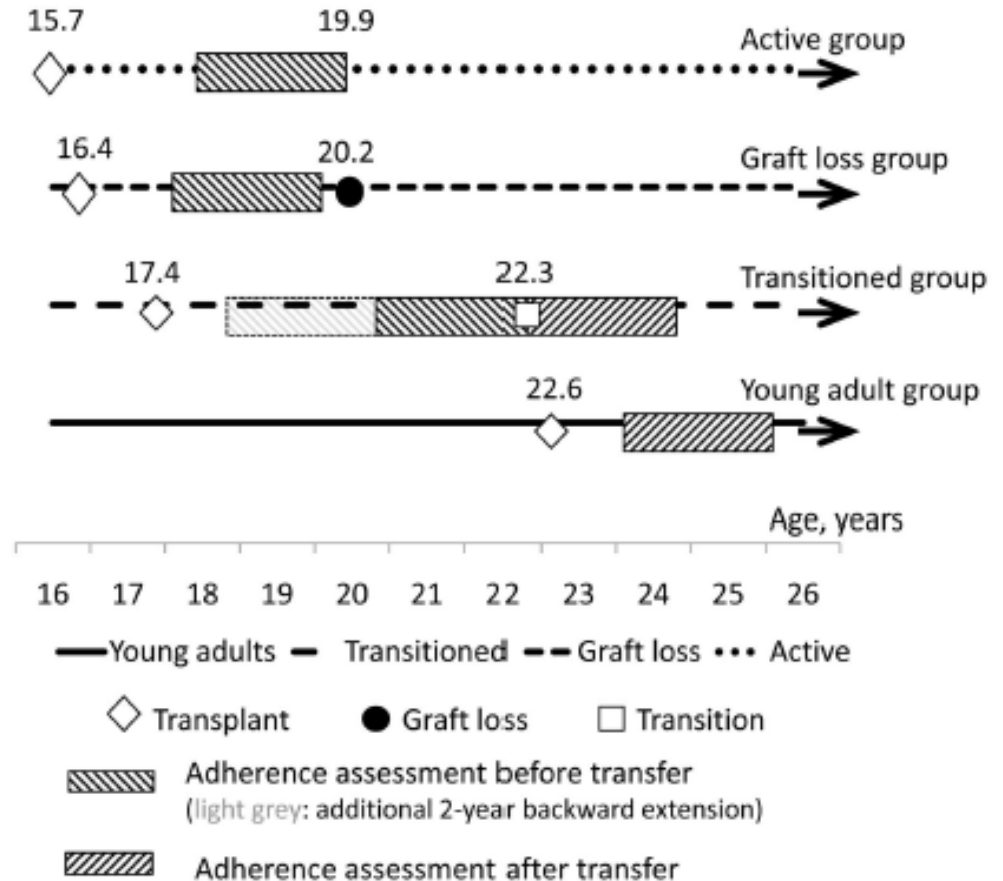 15.7 19.9
Active group
16.4 20.2
Graft loss group
17.4 22.3
Transitioned group
22.6
Young adult group
Age, years
16 17 18 19 20 21 22 23 24 25 26
Young adults Transitioned Graft loss Active
Transplant Graft loss Transition
Adherence assessment before transfer
(light grey: additional 2-year backward extension)
Adherence assessment after transfer